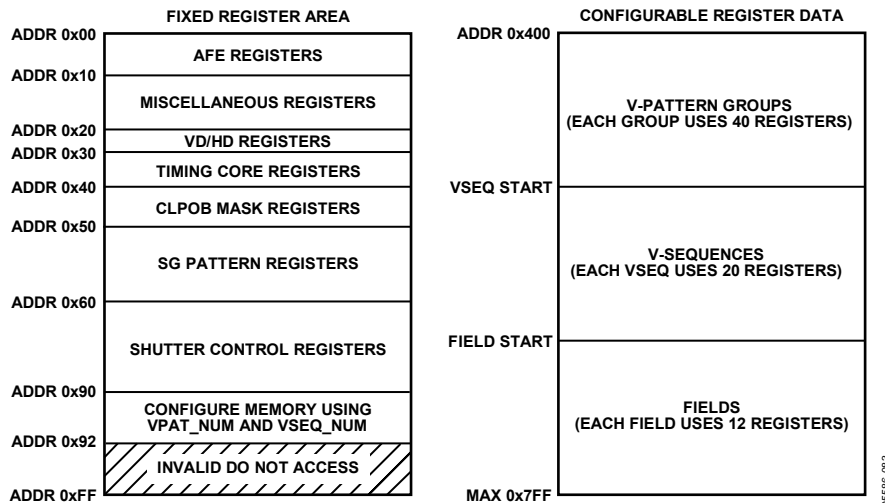 FIXED REGISTER AREA
ADDR 0x00
AFE REGISTERS
ADDR 0x10
MISCELLANEOUS REGISTERS
ADDR 0x20
VD/HD REGISTERS
ADDR 0x30
TIMING CORE REGISTERS
ADDR 0x40
CLPOB MASK REGISTERS
ADDR 0x50
SG PATTERN REGISTERS
ADDR 0x60
SHUTTER CONTROL REGISTERS
ADDR 0x90
CONFIGURE MEMORY USING
VPAT_NUM AND VSEQ_NUM
ADDR 0x92
INVALID DO NOT ACCESS
ADDR 0xFF
CONFIGURABLE REGISTER DATA
ADDR 0x400
V-PATTERN GROUPS
(EACH GROUP USES 40 REGISTERS)
VSEQ START
V-SEQUENCES
(EACH VSEQ USES 20 REGISTERS)
FIELD START
FIELDS
(EACH FIELD USES 12 REGISTERS)
MAX 0x7FF